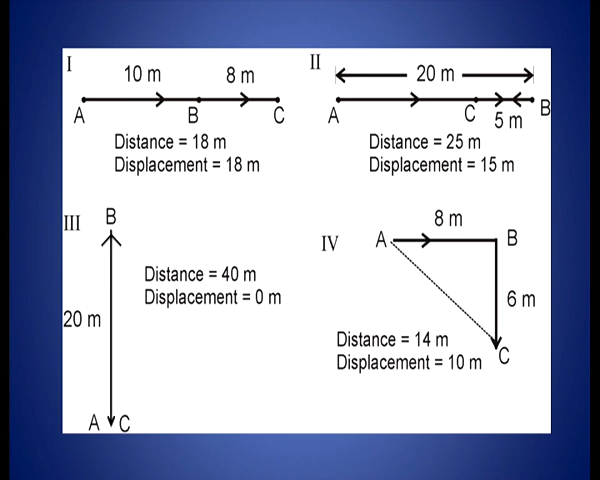 I
10 m 8 m
A B C
Distance = 18 m
Displacement = 18 m
II
20 m
A C 5 m B
Distance = 25 m
Displacement = 15 m
III
B
20 m
A C
Distance = 40 m
Displacement = 0 m
IV
8 m
A B
6 m
C
Distance = 14 m
Displacement = 10 m